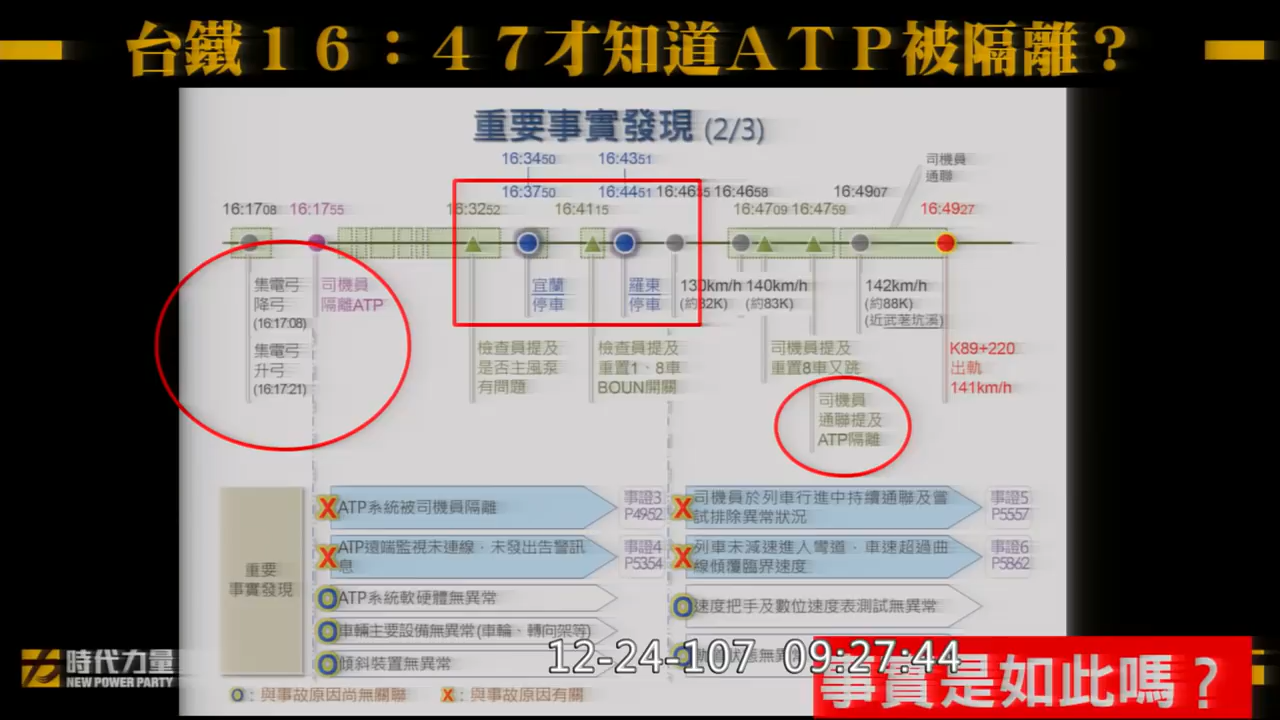 台鐵16:47才知道ATP被隔離?
重要事實發現 (2/3)
16:3450 16:4351
16:3750 16:4451 16:46 16:4658 16:4907
司機員
通聯
16:1708 16:1755 16:3252 16:4115 16:4709 16:4759 16:4927
集電弓
降弓
(16:17:08)
集電弓
升弓
(16:17:21)
司機員
隔離ATP
宜蘭
停車
羅東
停車
130km/h 140km/h
(約82K) (約83K)
142km/h
(約88K)
(近武荖坑溪)
檢查員提及
是否主風泵
有問題
檢查員提及
重置1、8車
BOUN開關
司機員提及
重置8車又跳
司機員
通聯提及
ATP隔離
K89+220
出軌
141km/h
重要
事實發現
X ATP系統被司機員隔離
事證3
P4952
X ATP遠端監視未連線,未發出告警訊
息
事證4
P5354
O ATP系統軟硬體無異常
O 車輛主要設備無異常(車輪、轉向架等)
O 傾斜裝置無異常
X 司機員於列車行進中持續通聯及嘗
試排除異常狀況
事證5
P5557
X 列車未減速進入彎道,車速超過曲
線傾覆臨界速度
事證6
P5862
O 速度把手及數位速度表測試無異常
O:與事故原因尚無關聯 X:與事故原因有關
時代力量
NEW POWER PARTY
12-24-107 09:27:44
事實是如此嗎?